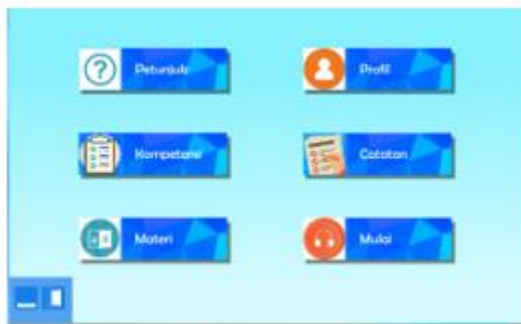 Petunjuk
Profil
Kompetensi
Catatan
Materi
Mulai